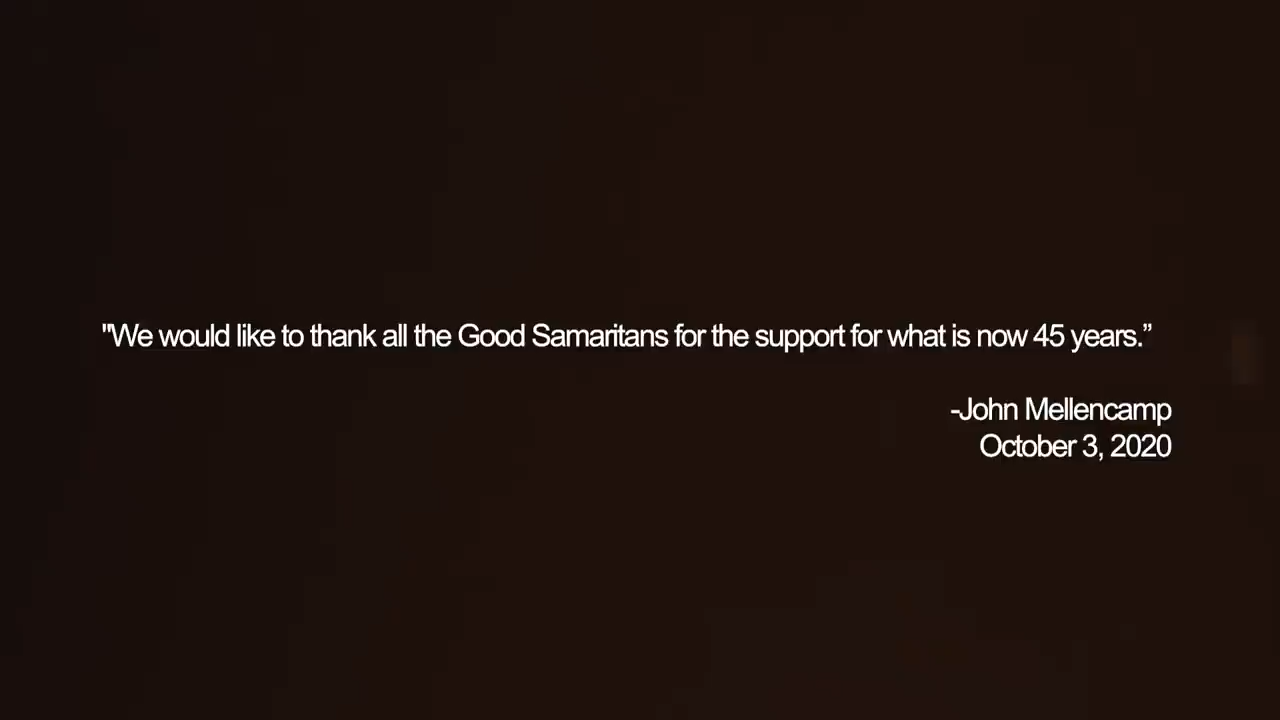 "We would like to thank all the Good Samaritans for the support for what is now 45 years.”
-John Mellencamp
October 3, 2020